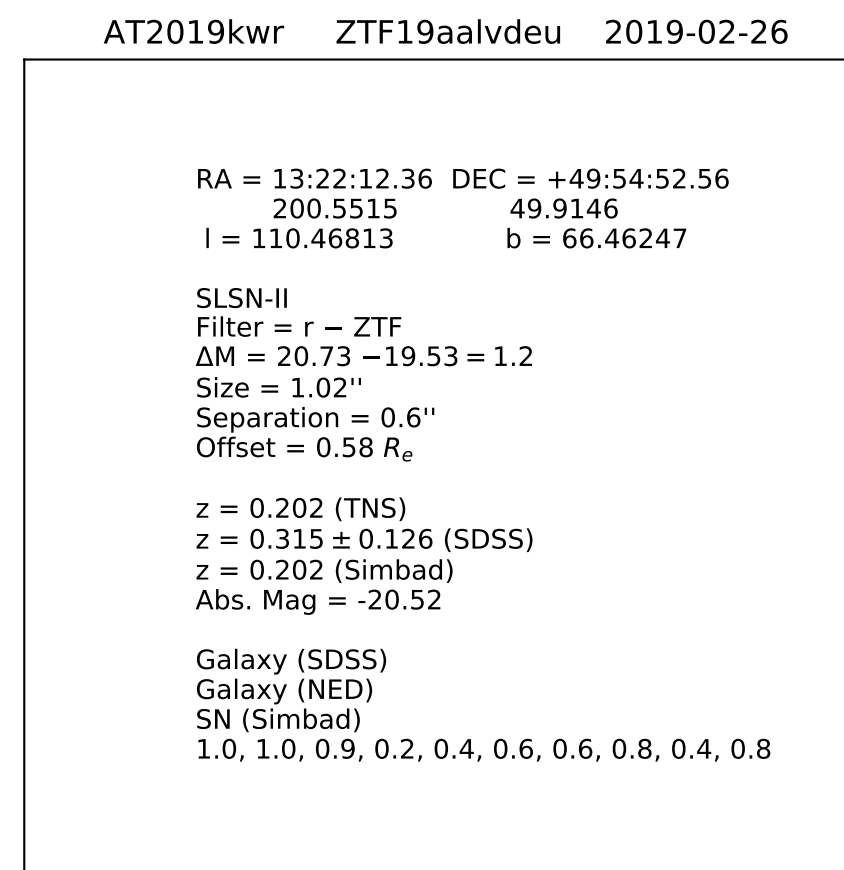 AT2019kwr ZTF19aalvdeu 2019-02-26
RA = 13:22:12.36 DEC = +49:54:52.56
200.5515 49.9146
l = 110.46813 b = 66.46247
SLSN-II
Filter = r − ZTF
ΔM = 20.73 −19.53 = 1.2
Size = 1.02''
Separation = 0.6''
Offset = 0.58 Rₑ
z = 0.202 (TNS)
z = 0.315 ± 0.126 (SDSS)
z = 0.202 (Simbad)
Abs. Mag = -20.52
Galaxy (SDSS)
Galaxy (NED)
SN (Simbad)
1.0, 1.0, 0.9, 0.2, 0.4, 0.6, 0.6, 0.8, 0.4, 0.8